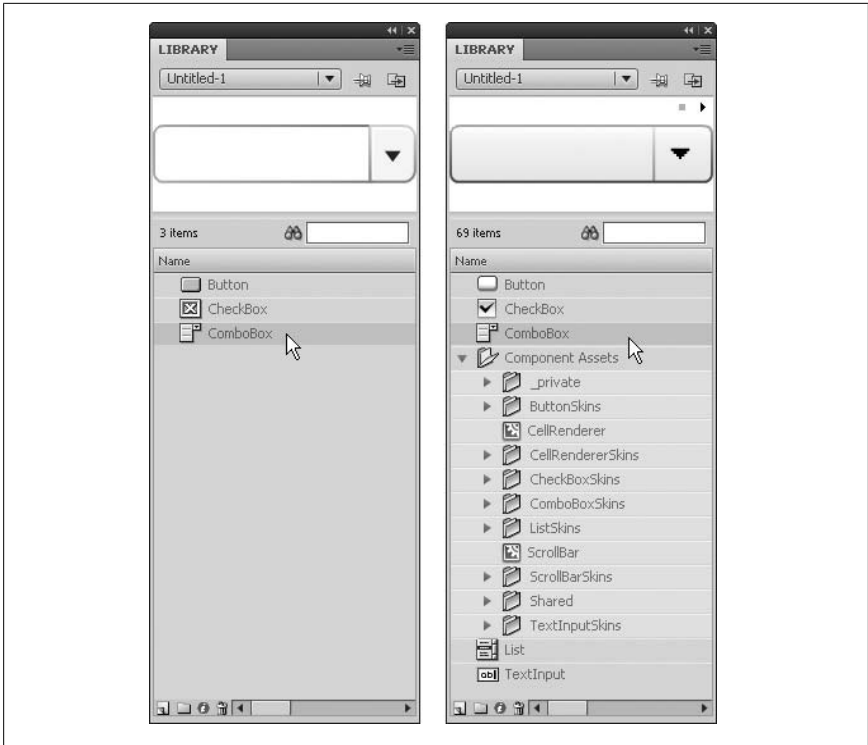 LIBRARY
Untitled-1
3 items
Name
Button
CheckBox
ComboBox
LIBRARY
Untitled-1
69 items
Name
Button
CheckBox
ComboBox
Component Assets
_private
ButtonSkins
CellRenderer
CellRendererSkins
CheckBoxSkins
ComboBoxSkins
ListSkins
ScrollBar
ScrollBarSkins
Shared
TextInputSkins
List
abl TextInput